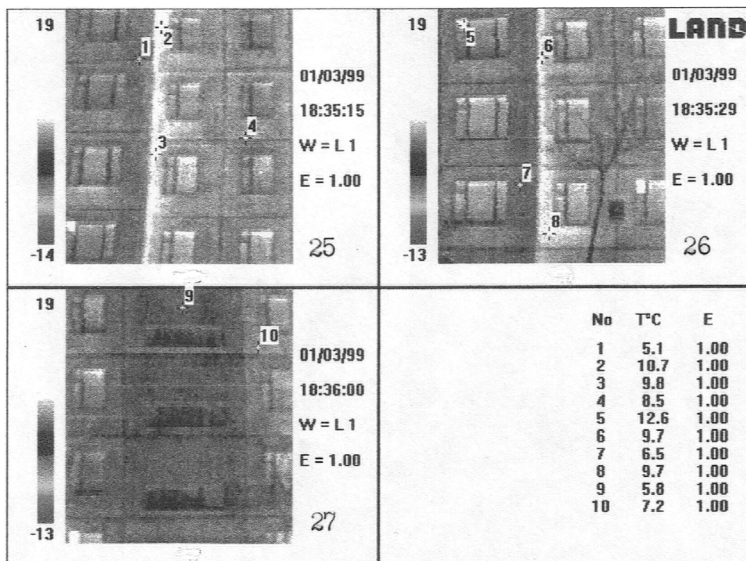 19
1
2
3
4
-14
01/03/99
18:35:15
W = L 1
E = 1.00
25
19
5
6
7
8
-13
LAND
01/03/99
18:35:29
W = L 1
E = 1.00
26
19
9
10
-13
01/03/99
18:36:00
W = L 1
E = 1.00
27
No T°C E
1 5.1 1.00
2 10.7 1.00
3 9.8 1.00
4 8.5 1.00
5 12.6 1.00
6 9.7 1.00
7 6.5 1.00
8 9.7 1.00
9 5.8 1.00
10 7.2 1.00